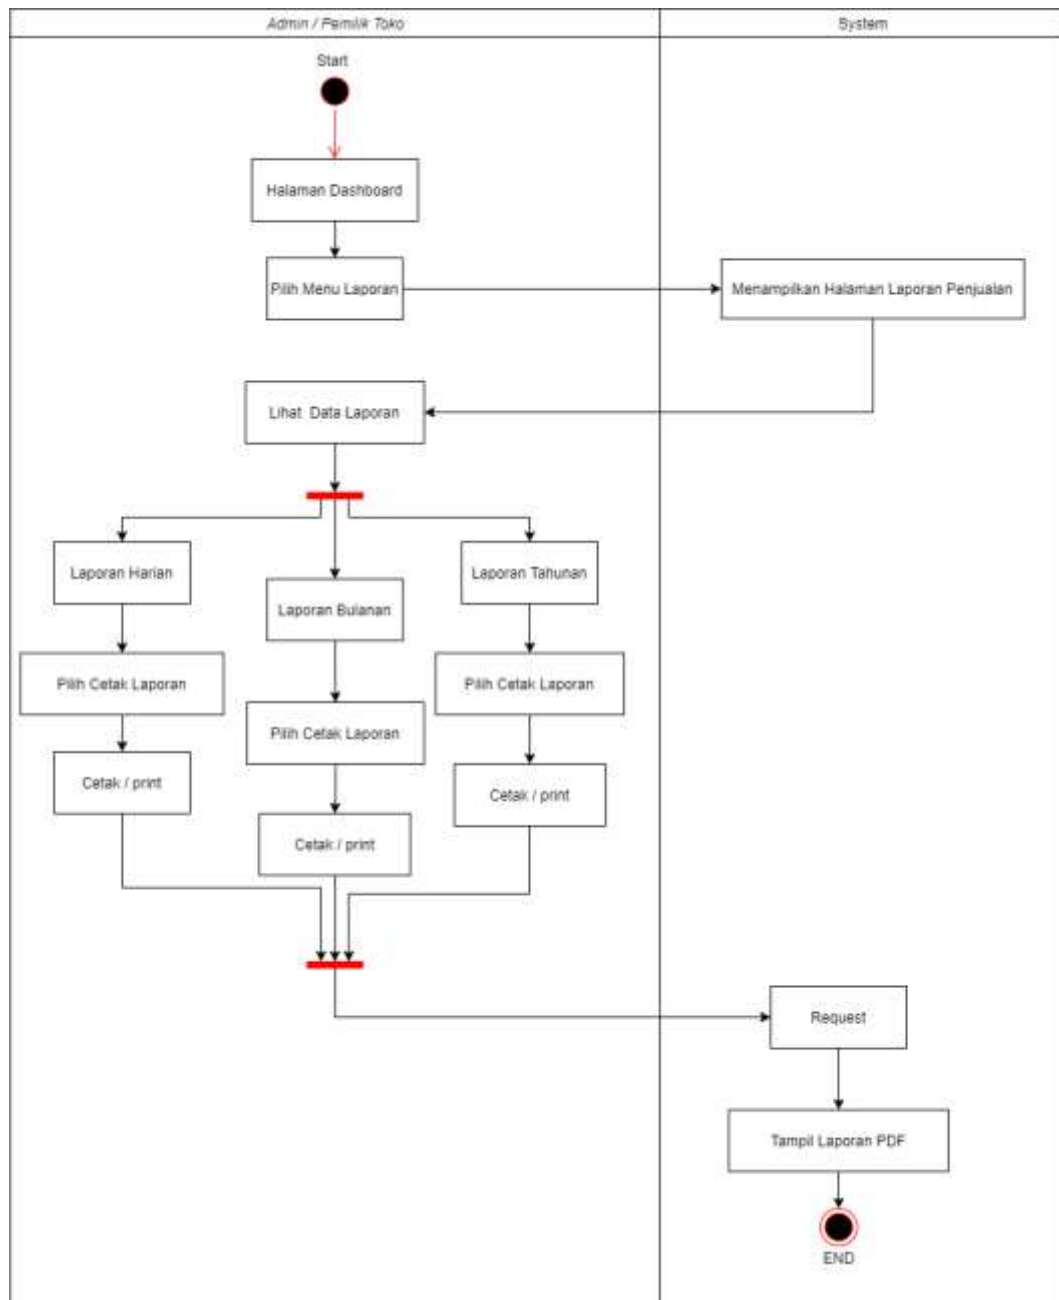 Admin / Pemilik Toko
System
Start
Halaman Dashboard
Pilih Menu Laporan
Menampilkan Halaman Laporan Penjualan
Lihat Data Laporan
Laporan Harian
Laporan Tahunan
Laporan Bulanan
Pilih Cetak Laporan
Pilih Cetak Laporan
Pilih Cetak Laporan
Cetak / print
Cetak / print
Cetak / print
Request
Tampil Laporan PDF
END